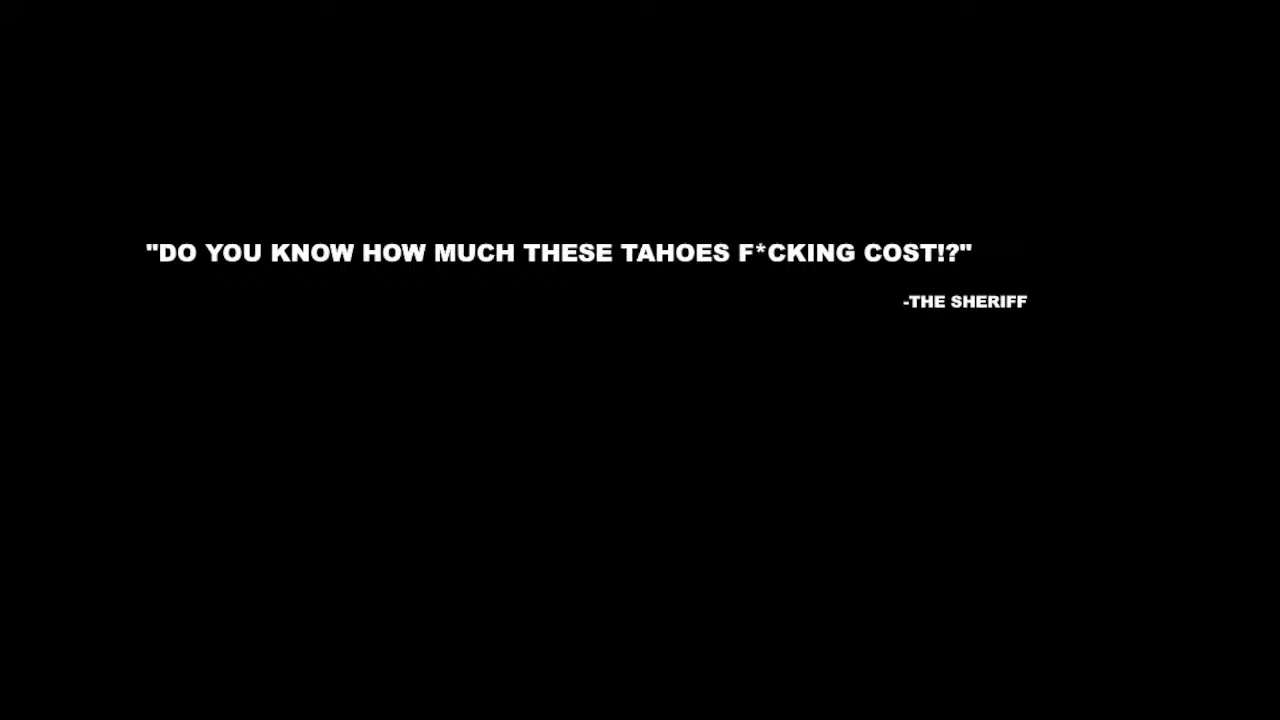 "DO YOU KNOW HOW MUCH THESE TAHOES F*CKING COST!?"
-THE SHERIFF